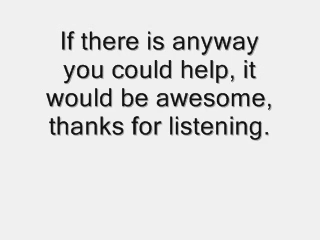 If there is anyway
you could help, it
would be awesome,
thanks for listening.